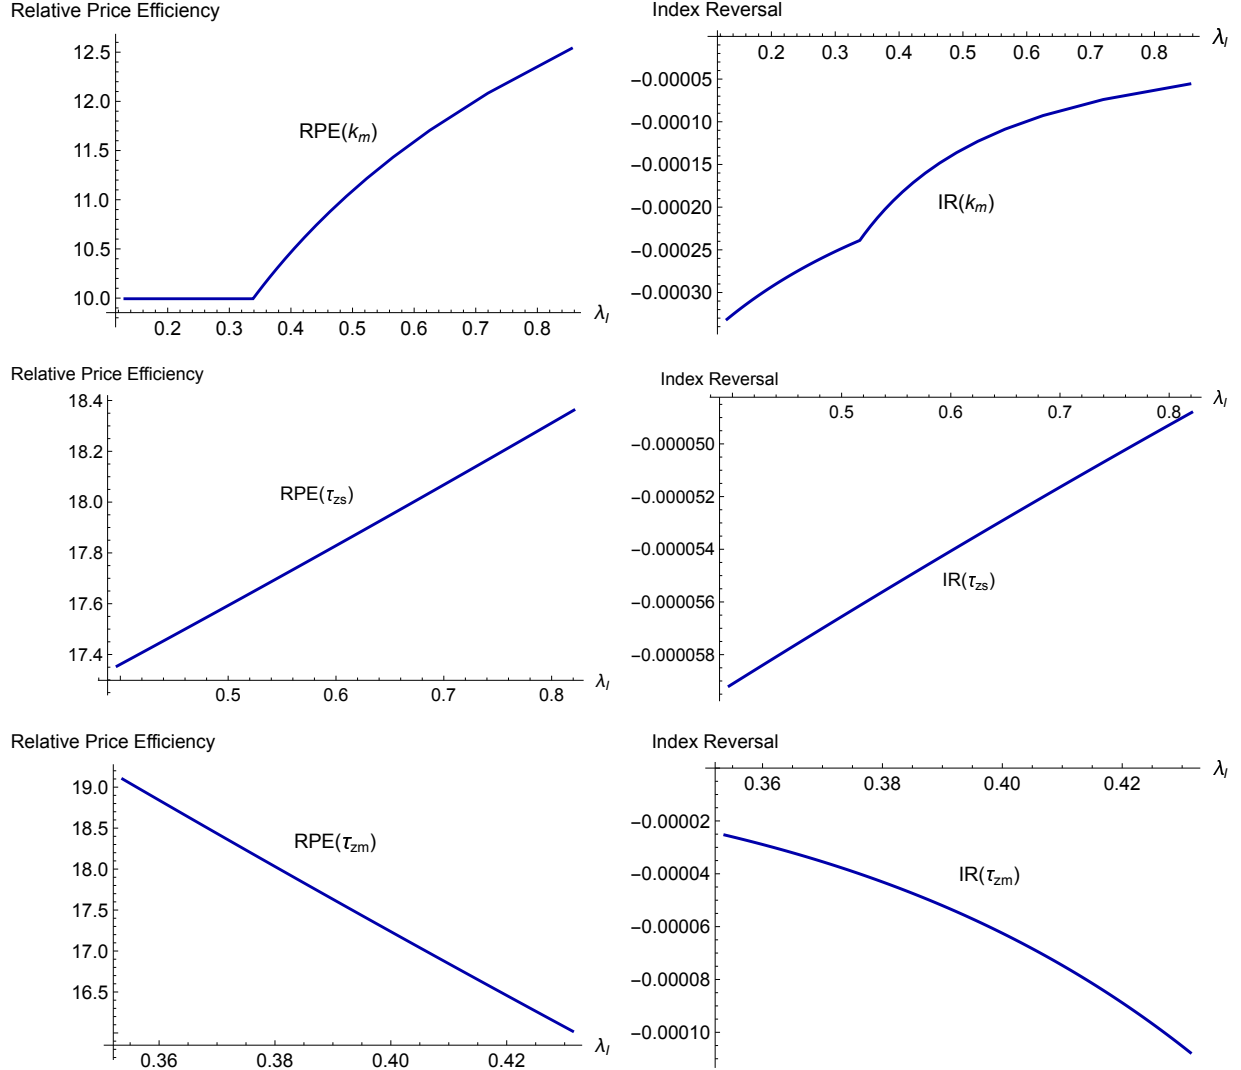 Relative Price Efficiency
12.5
12.0
11.5
11.0
10.5
10.0
RPE(kₘ)
0.2 0.3 0.4 0.5 0.6 0.7 0.8 λ_I
Index Reversal
0.2 0.3 0.4 0.5 0.6 0.7 0.8 λ_I
−0.00005
−0.00010
−0.00015
−0.00020
−0.00025
−0.00030
IR(kₘ)
Relative Price Efficiency
18.4
18.2
18.0
17.8
17.6
17.4
RPE(τ_zs)
0.5 0.6 0.7 0.8 λ_I
Index Reversal
0.5 0.6 0.7 0.8 λ_I
−0.000050
−0.000052
−0.000054
−0.000056
−0.000058
IR(τ_zs)
Relative Price Efficiency
19.0
18.5
18.0
17.5
17.0
16.5
RPE(τ_zm)
0.36 0.38 0.40 0.42 λ_I
Index Reversal
0.36 0.38 0.40 0.42 λ_I
−0.00002
−0.00004
−0.00006
−0.00008
−0.00010
IR(τ_zm)